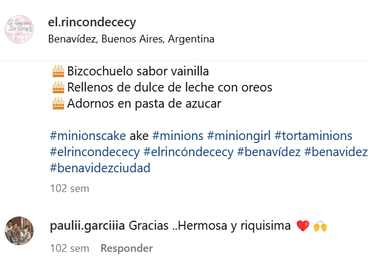 el.rincondececy
Benavídez, Buenos Aires, Argentina
🎂Bizcochuelo sabor vainilla
🎂Rellenos de dulce de leche con oreos
🎂Adornos en pasta de azucar
#minionscake ake #minions #miniongirl #tortaminions
#elrincondececy #elrincóndececy #benavídez #benavidez
#benavidezciudad
102 sem
paulii.garciiia Gracias ..Hermosa y riquisima ❤️🙌
102 sem Responder